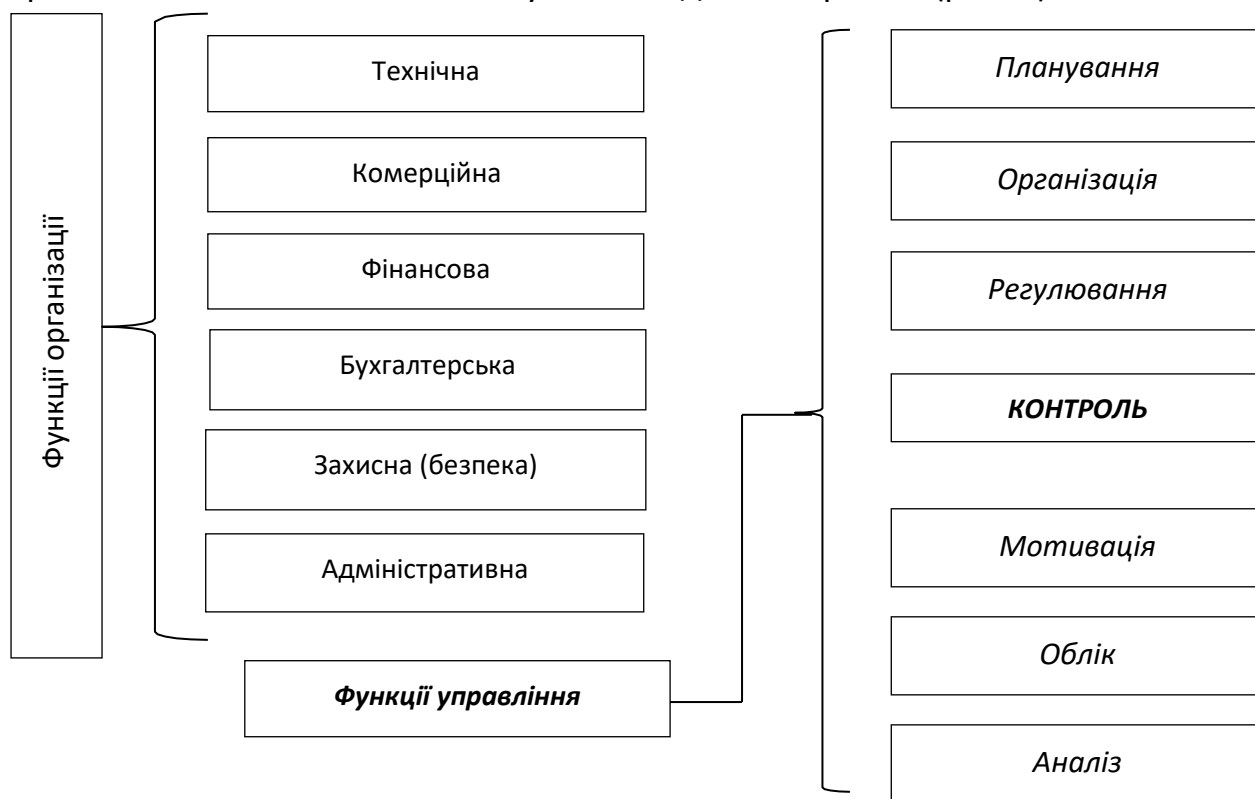 Функції організації
Технічна
Комерційна
Фінансова
Бухгалтерська
Захисна (безпека)
Адміністративна
Функції управління
Планування
Організація
Регулювання
КОНТРОЛЬ
Мотивація
Облік
Аналіз